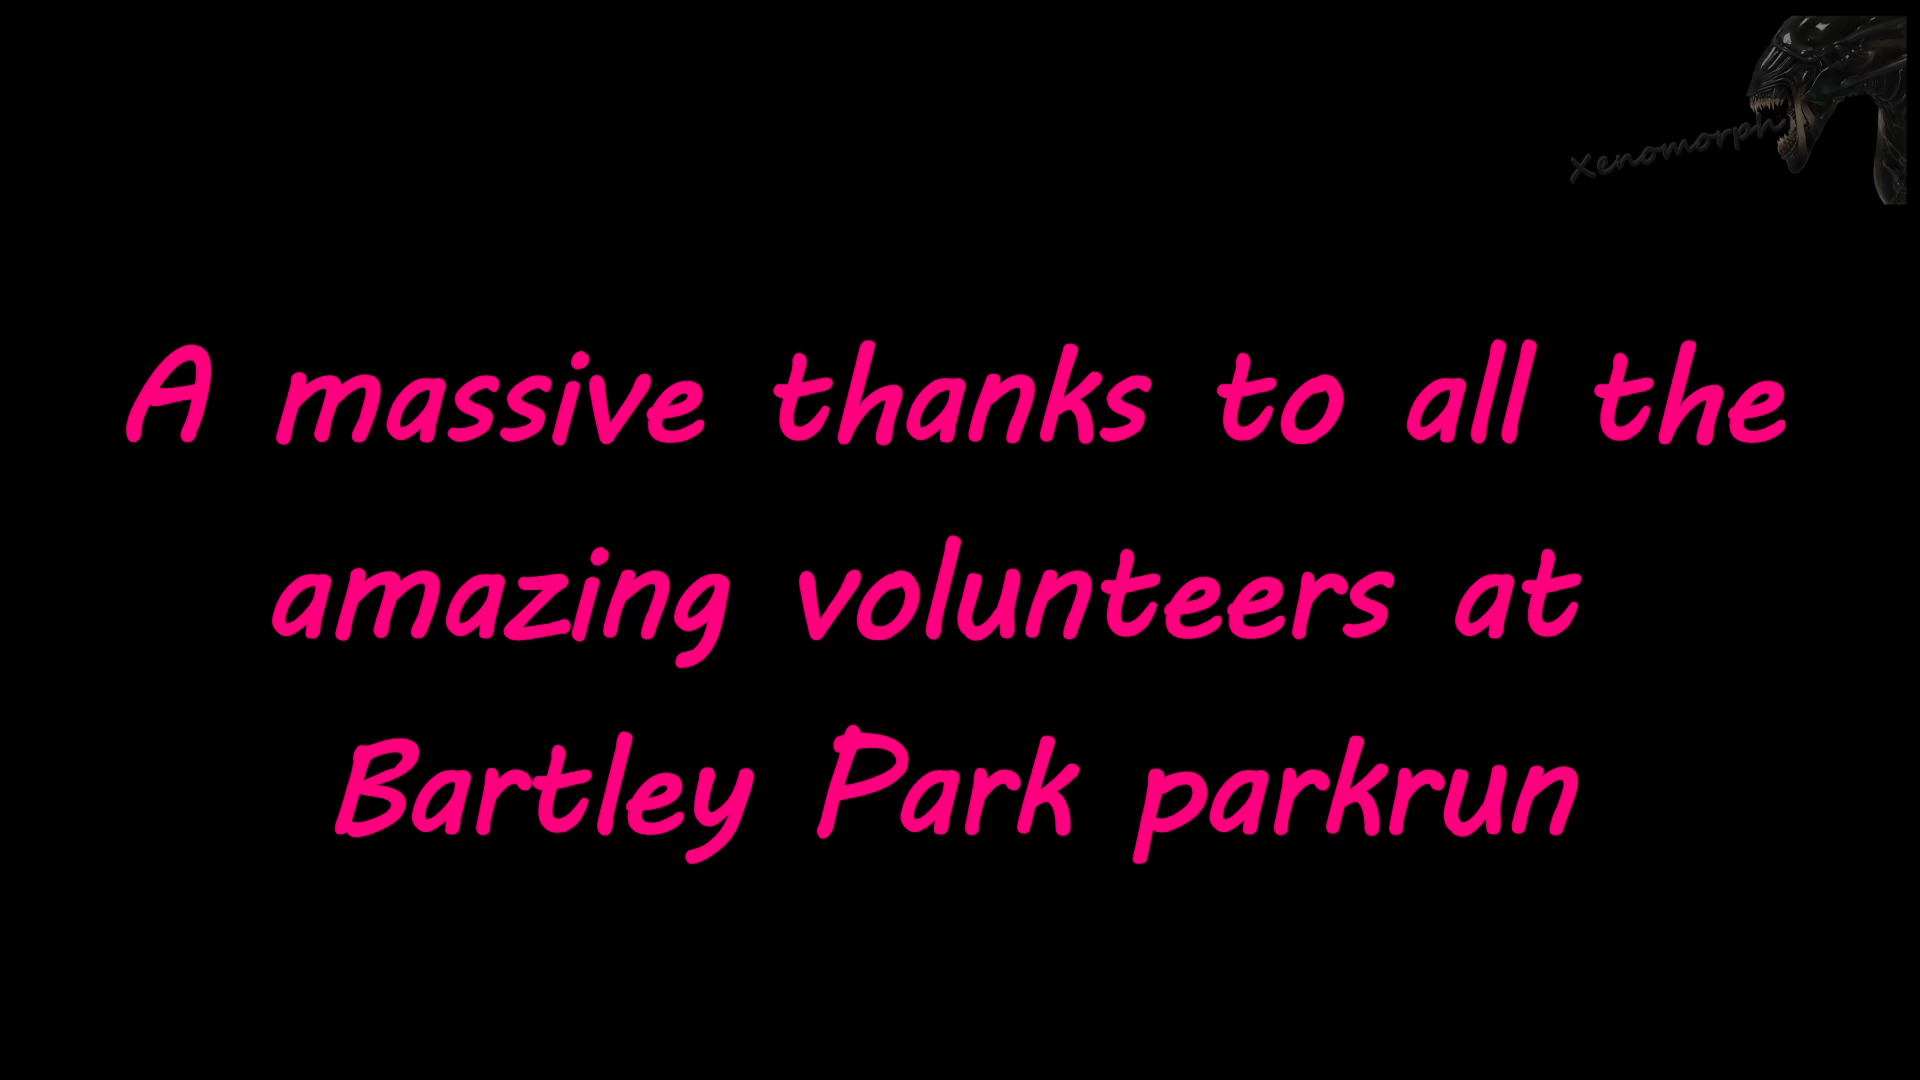 Xenomorph
A massive thanks to all the
amazing volunteers at
Bartley Park parkrun